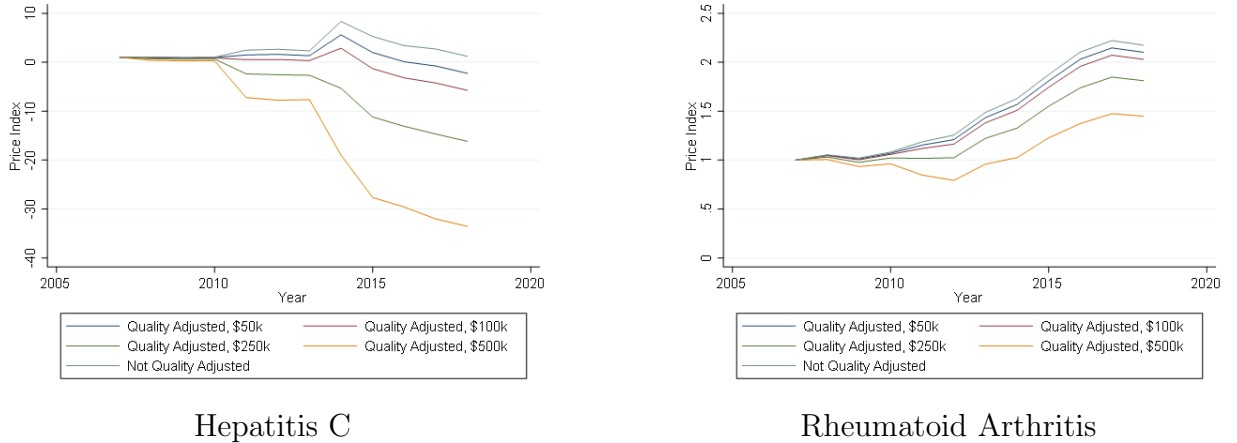 10
0
-10
-20
-30
-40
Price Index
2005
2010
2015
2020
Year
Quality Adjusted, $50k
Quality Adjusted, $100k
Quality Adjusted, $250k
Quality Adjusted, $500k
Not Quality Adjusted
Hepatitis C
2.5
2
1.5
1
.5
0
Price Index
2005
2010
2015
2020
Year
Quality Adjusted, $50k
Quality Adjusted, $100k
Quality Adjusted, $250k
Quality Adjusted, $500k
Not Quality Adjusted
Rheumatoid Arthritis